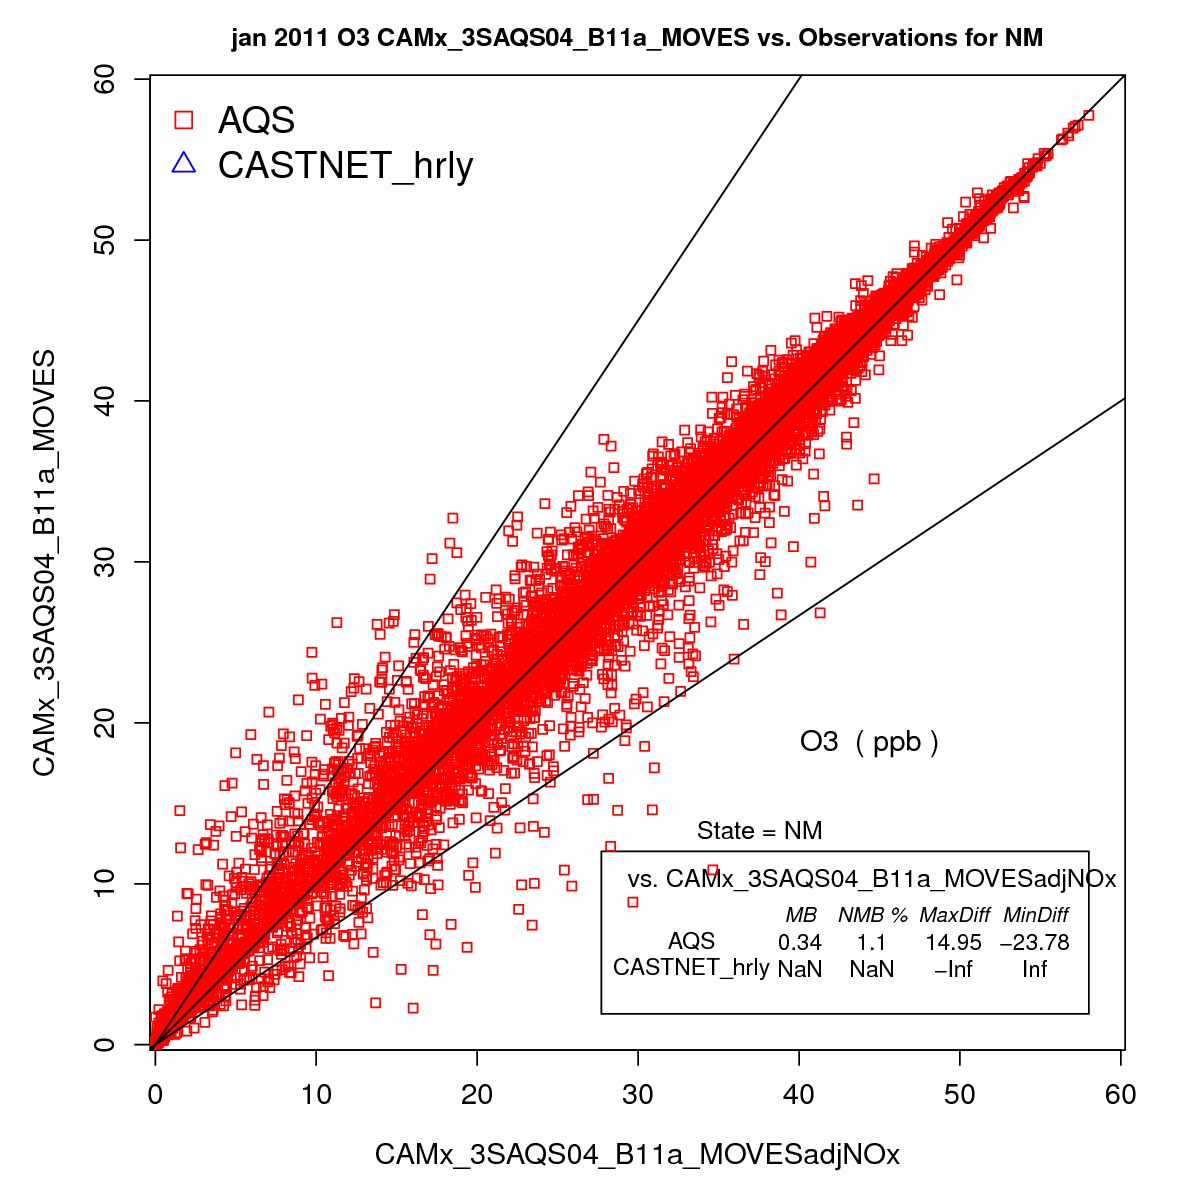 jan 2011 O3 CAMx_3SAQS04_B11a_MOVES vs. Observations for NM
AQS
CASTNET_hrly
CAMx_3SAQS04_B11a_MOVES
60
50
40
30
20
10
0
O3 ( ppb )
State = NM
vs. CAMx_3SAQS04_B11a_MOVESadjNOx
MB NMB % MaxDiff MinDiff
AQS 0.34 1.1 14.95 −23.78
CASTNET_hrly NaN NaN −Inf Inf
0 10 20 30 40 50 60
CAMx_3SAQS04_B11a_MOVESadjNOx